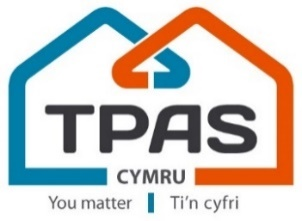 TPAS
CYMRU
You matter | Ti'n cyfri